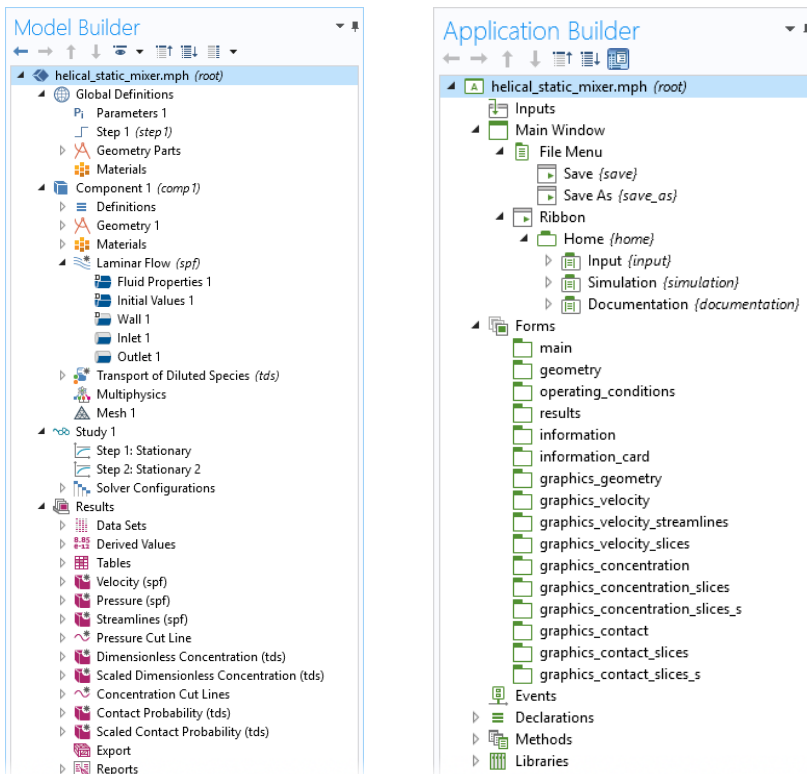 Model Builder
helical_static_mixer.mph (root)
Global Definitions
Pi Parameters 1
Step 1 (step1)
Geometry Parts
Materials
Component 1 (comp1)
Definitions
Geometry 1
Materials
Laminar Flow (spf)
Fluid Properties 1
Initial Values 1
Wall 1
Inlet 1
Outlet 1
Transport of Diluted Species (tds)
Multiphysics
Mesh 1
Study 1
Step 1: Stationary
Step 2: Stationary 2
Solver Configurations
Results
Data Sets
8.85
e-12 Derived Values
Tables
Velocity (spf)
Pressure (spf)
Streamlines (spf)
Pressure Cut Line
Dimensionless Concentration (tds)
Scaled Dimensionless Concentration (tds)
Concentration Cut Lines
Contact Probability (tds)
Scaled Contact Probability (tds)
Export
Reports
Application Builder
A helical_static_mixer.mph (root)
Inputs
Main Window
File Menu
Save {save}
Save As {save_as}
Ribbon
Home {home}
Input {input}
Simulation {simulation}
Documentation {documentation}
Forms
main
geometry
operating_conditions
results
information
information_card
graphics_geometry
graphics_velocity
graphics_velocity_streamlines
graphics_velocity_slices
graphics_concentration
graphics_concentration_slices
graphics_concentration_slices_s
graphics_contact
graphics_contact_slices
graphics_contact_slices_s
Events
Declarations
Methods
Libraries